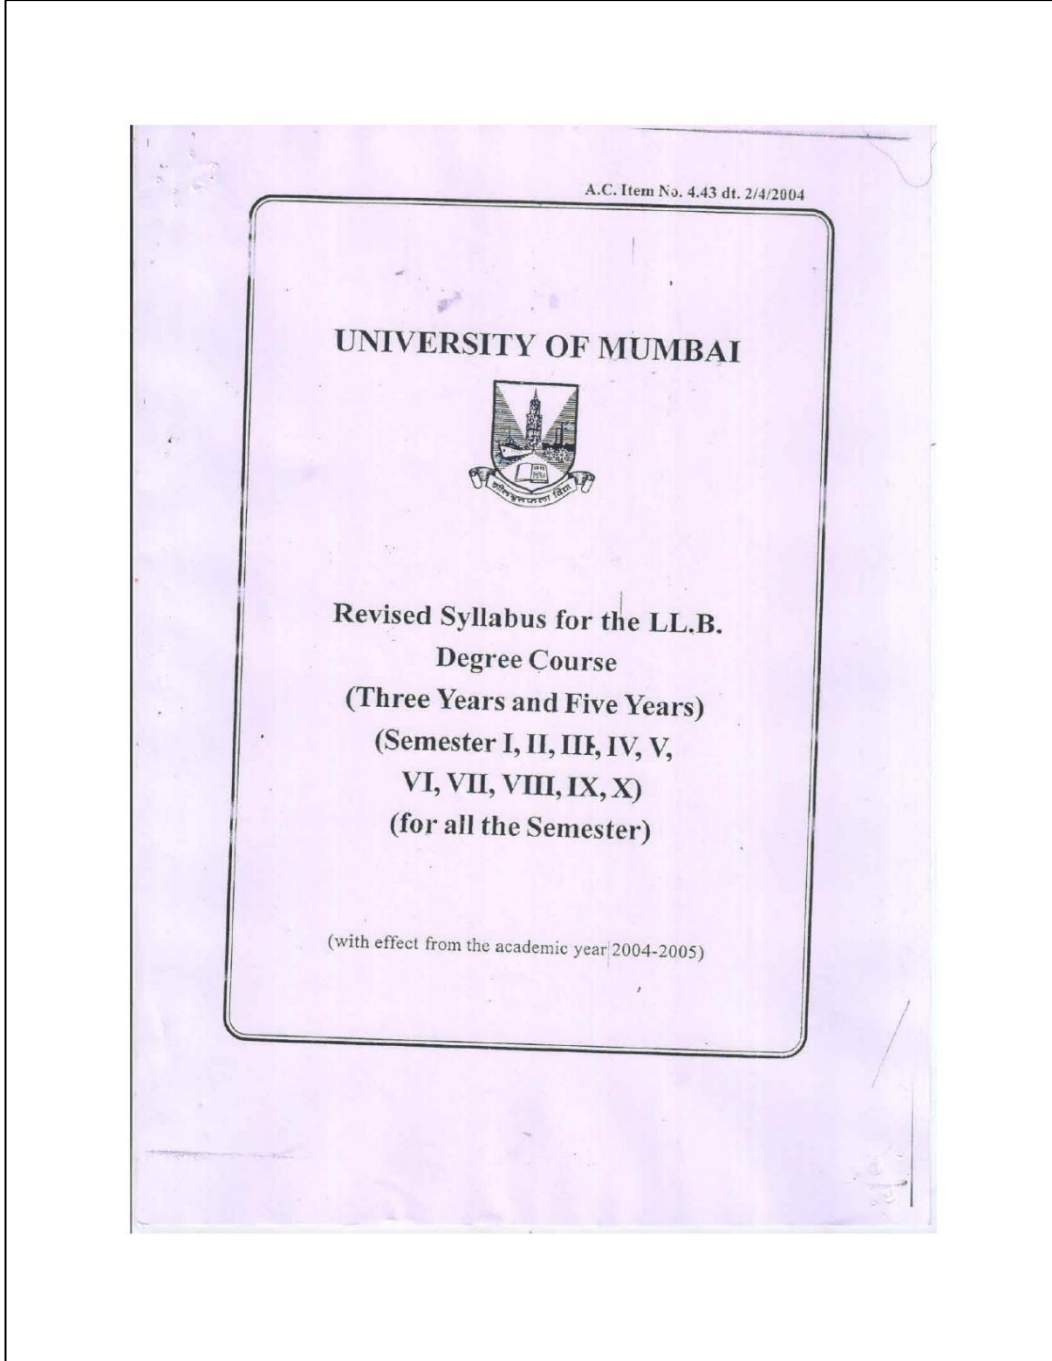 A.C. Item No. 4.43 dt. 2/4/2004
UNIVERSITY OF MUMBAI
Revised Syllabus for the LL.B.
Degree Course
(Three Years and Five Years)
(Semester I, II, III, IV, V,
VI, VII, VIII, IX, X)
(for all the Semester)
(with effect from the academic year 2004-2005)